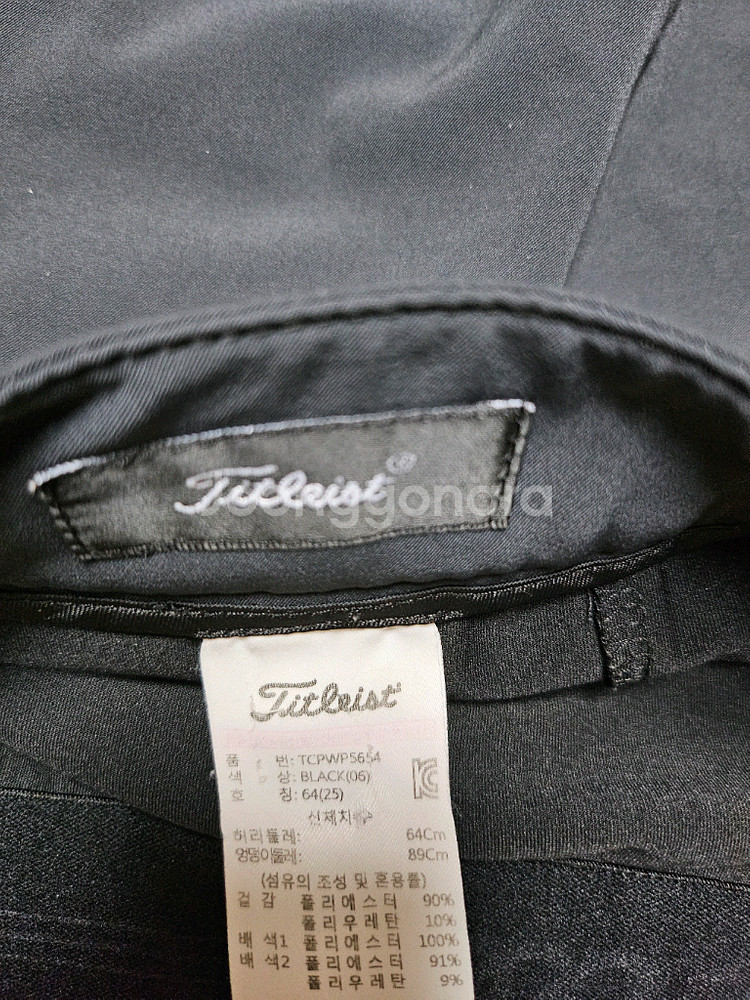 Titleist®
joonggonara
Titleist
품 번: TCPWP5654
색 상: BLACK(06)
호 칭: 64(25)
신체치수
허리둘레: 64Cm
엉덩이둘레: 89Cm
(섬유의 조성 및 혼용률)
겉감 폴리에스터 90%
폴리우레탄 10%
배색1 폴리에스터 100%
배색2 폴리에스터 91%
폴리우레탄 9%